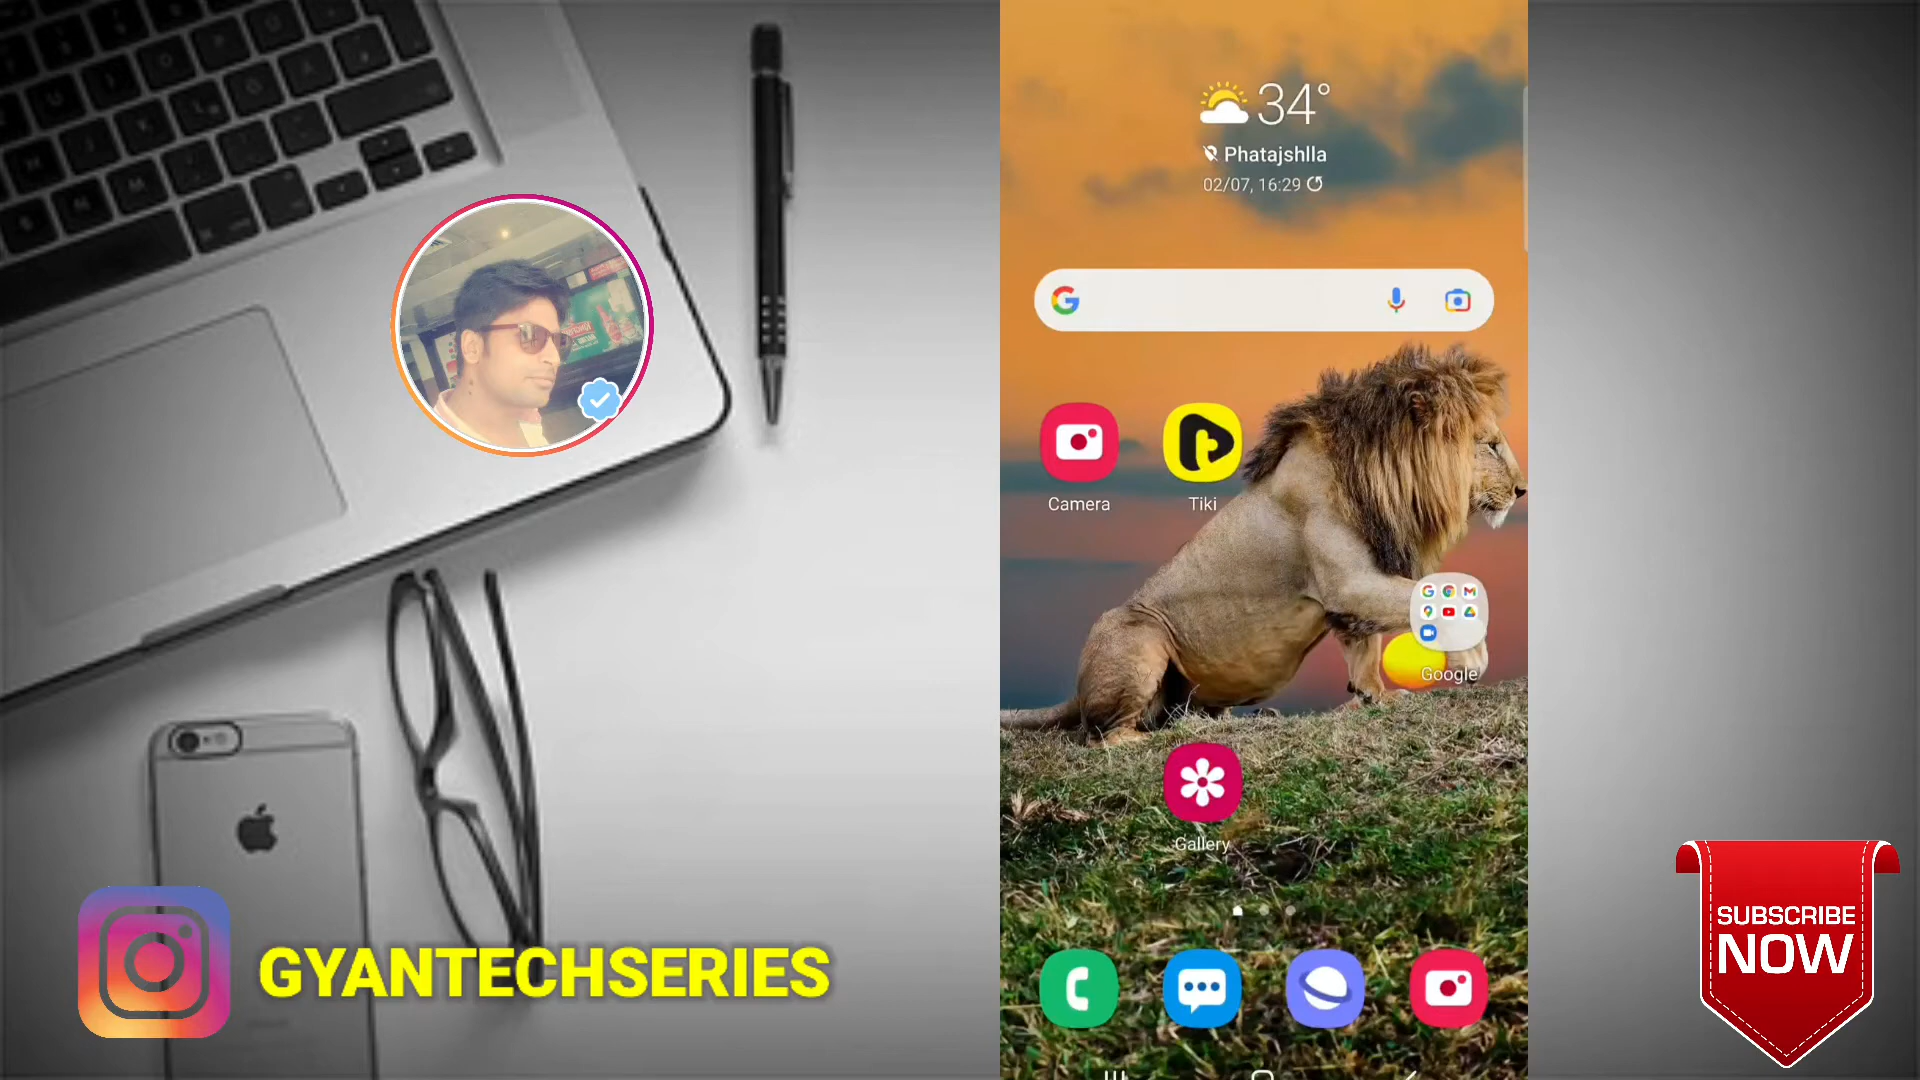 34°
Phatajshlla
02/07, 16:29
Camera
Tiki
Google
Gallery
GYANTECHSERIES
SUBSCRIBE
NOW